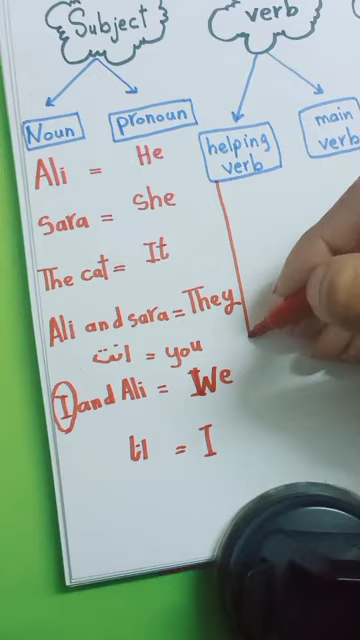 Subject verb
Noun pronoun helping verb main verb
Ali = He
Sara = she
The cat = It
Ali and sara = They
انت = you
I and Ali = We
انا = I